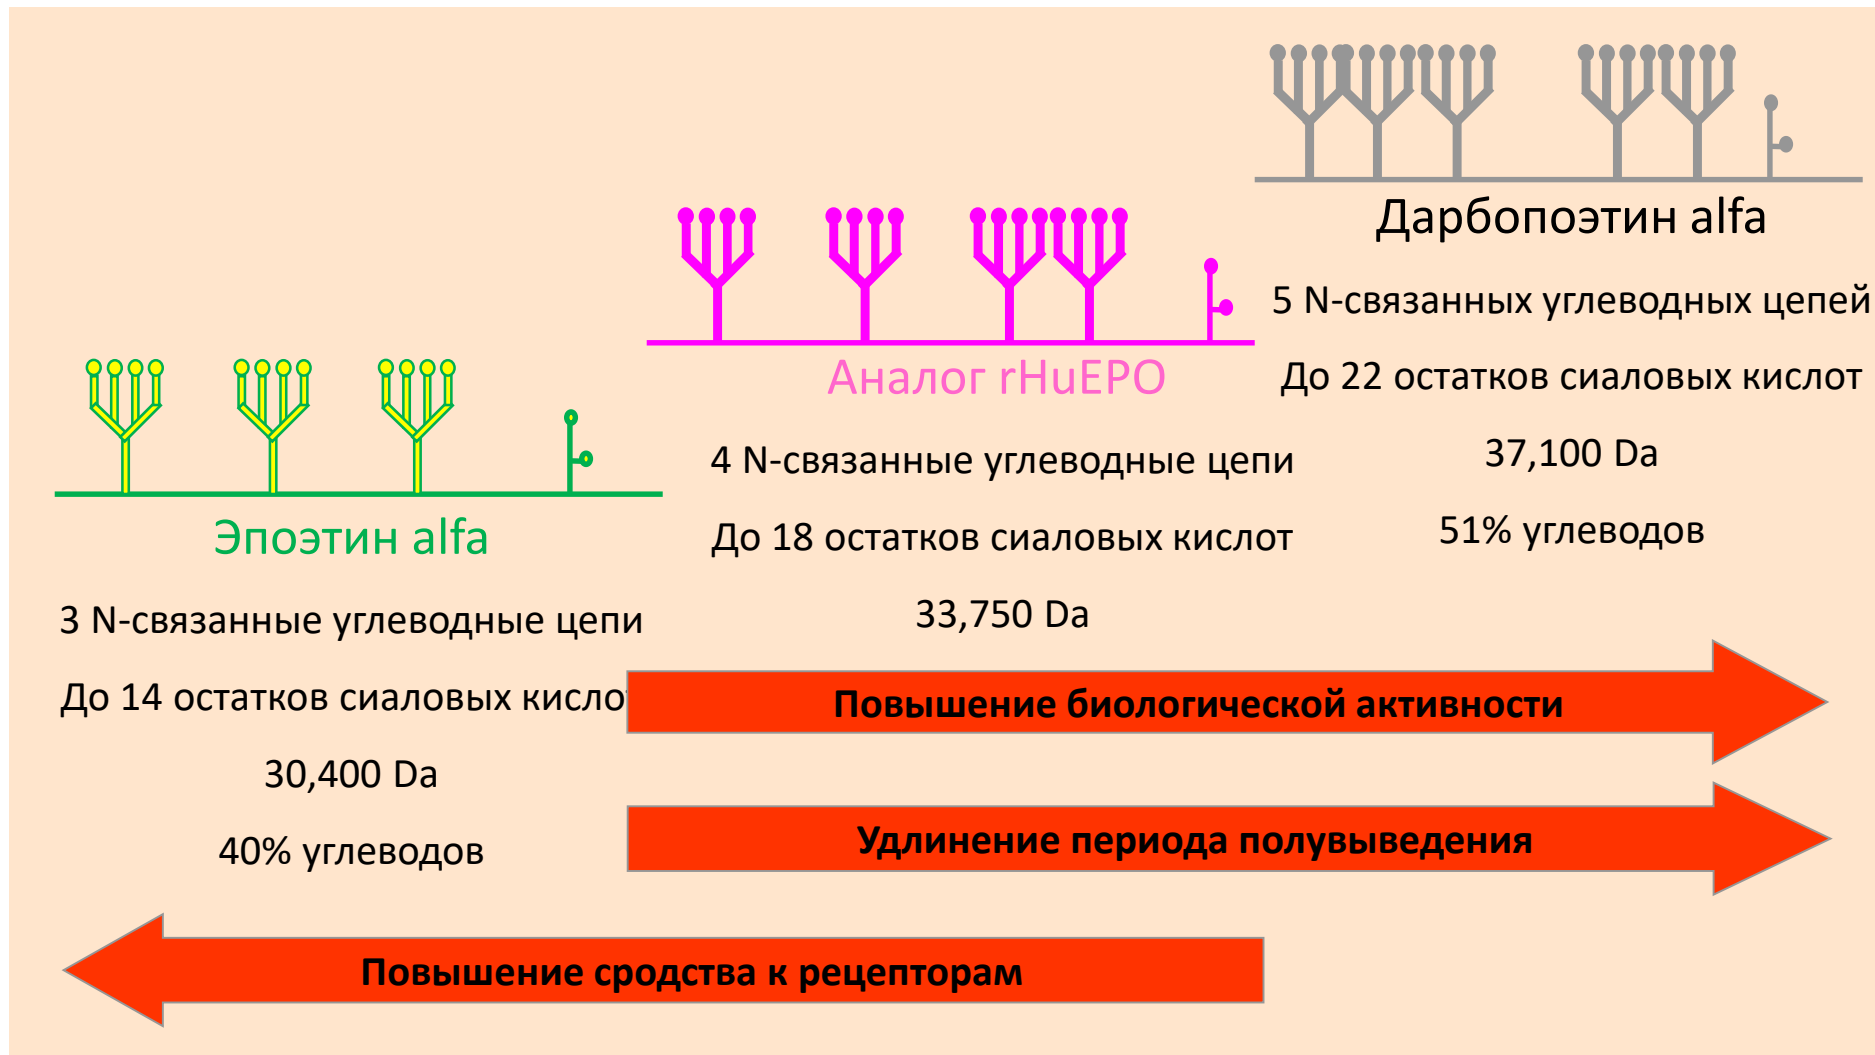 Дарбопоэтин alfa
5 N-связанных углеводных цепей
До 22 остатков сиаловых кислот
37,100 Da
51% углеводов
Аналог rHuEPO
4 N-связанные углеводные цепи
До 18 остатков сиаловых кислот
33,750 Da
Эпоэтин alfa
3 N-связанные углеводные цепи
До 14 остатков сиаловых кисло
30,400 Da
40% углеводов
Повышение биологической активности
Удлинение периода полувыведения
Повышение сродства к рецепторам